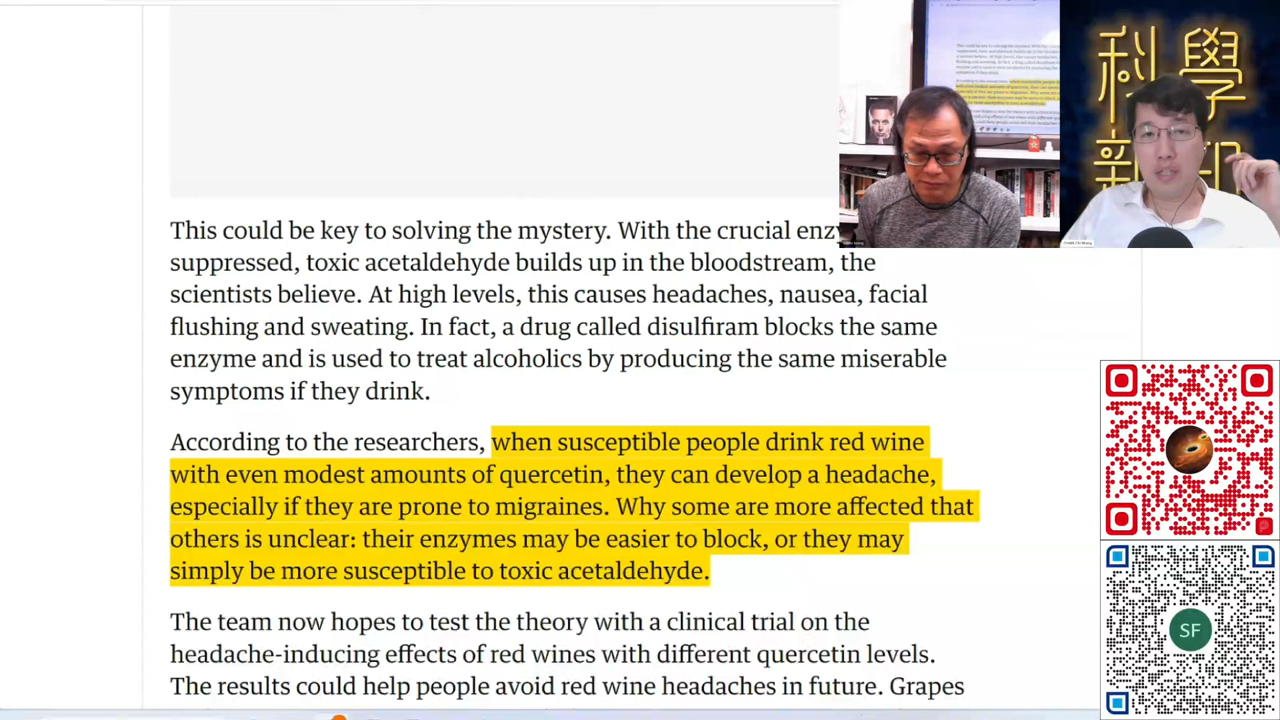 This could be key to solving the mystery. With the crucial enzy
suppressed, toxic acetaldehyde builds up in the bloodstream, the
scientists believe. At high levels, this causes headaches, nausea, facial
flushing and sweating. In fact, a drug called disulfiram blocks the same
enzyme and is used to treat alcoholics by producing the same miserable
symptoms if they drink.
According to the researchers, when susceptible people drink red wine
with even modest amounts of quercetin, they can develop a headache,
especially if they are prone to migraines. Why some are more affected that
others is unclear: their enzymes may be easier to block, or they may
simply be more susceptible to toxic acetaldehyde.
The team now hopes to test the theory with a clinical trial on the
headache-inducing effects of red wines with different quercetin levels.
The results could help people avoid red wine headaches in future. Grapes
科學
新
SF